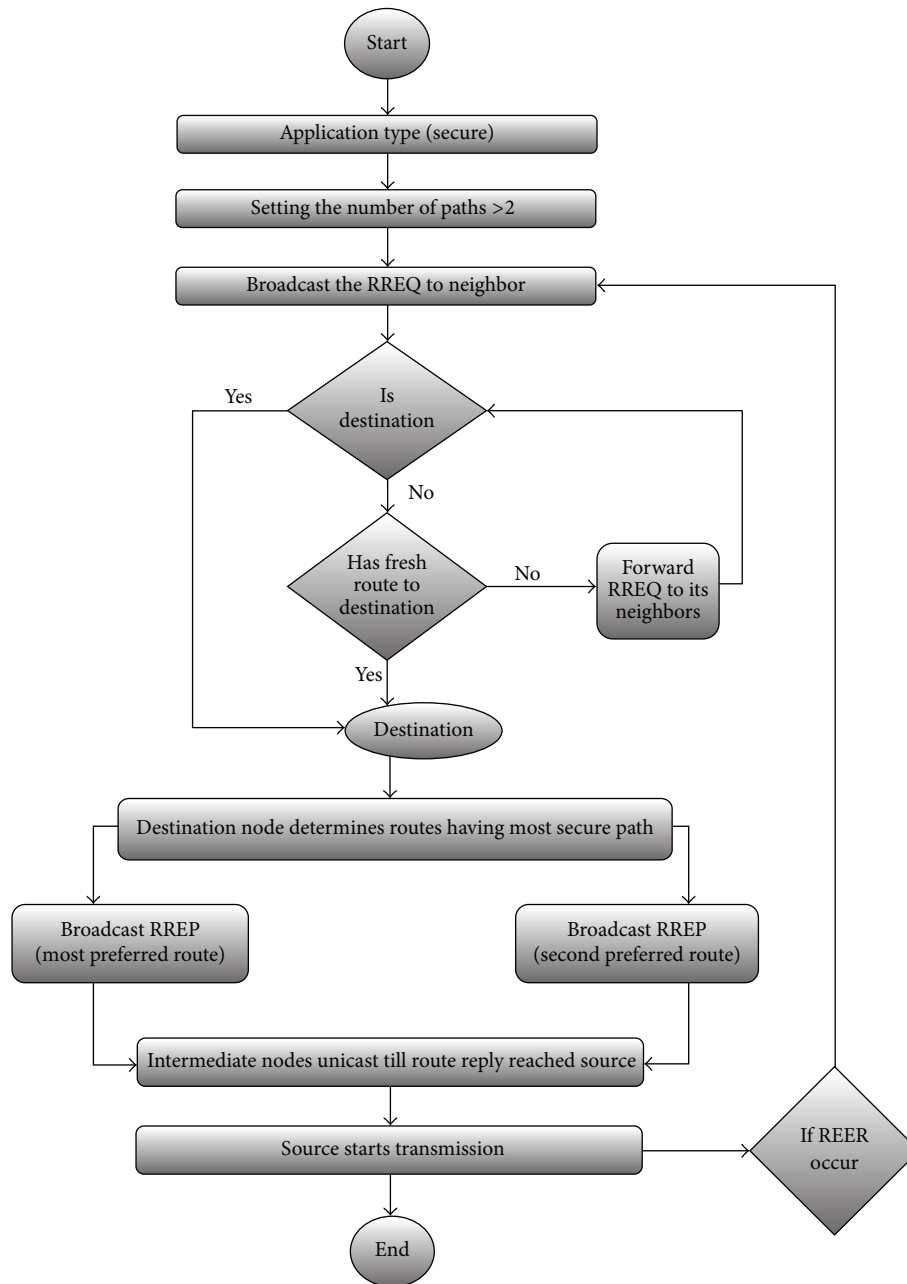 Start
Application type (secure)
Setting the number of paths >2
Broadcast the RREQ to neighbor
Yes
Is
destination
No
Has fresh
route to
destination
No
Forward
RREQ to its
neighbors
Yes
Destination
Destination node determines routes having most secure path
Broadcast RREP
(most preferred route)
Broadcast RREP
(second preferred route)
Intermediate nodes unicast till route reply reached source
Source starts transmission
If REER
occur
End